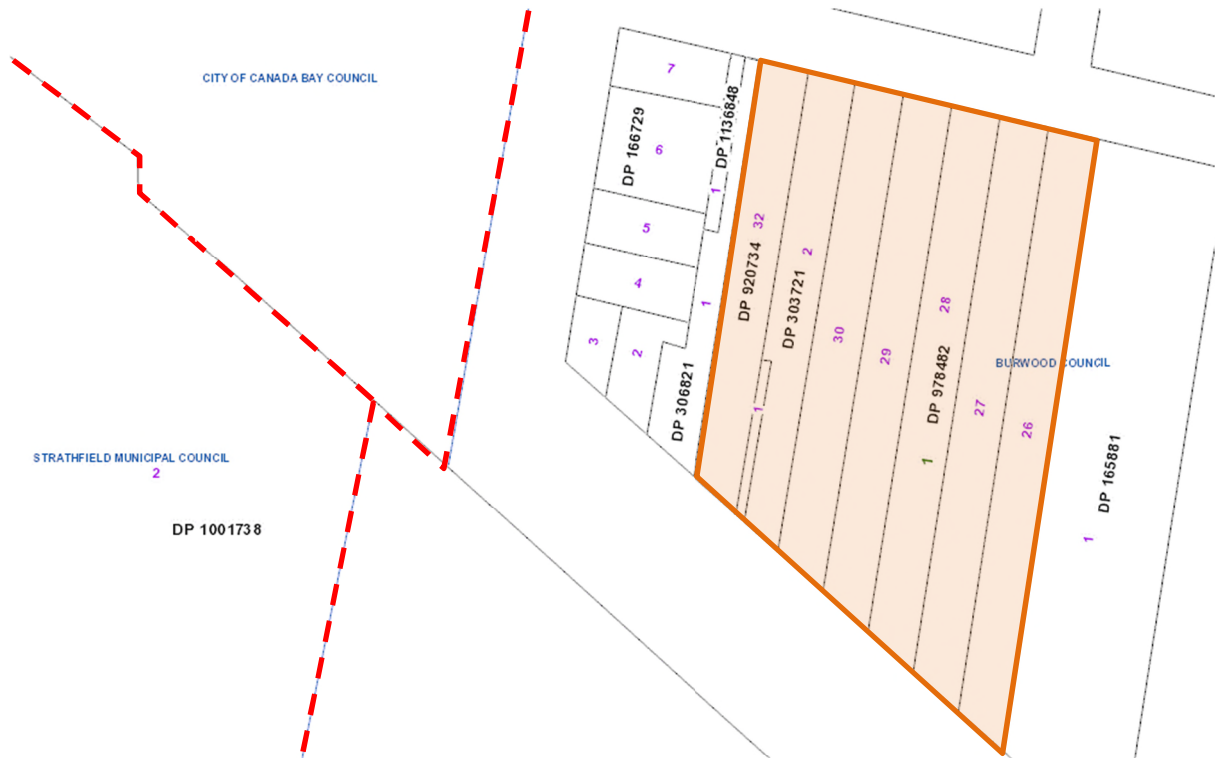 CITY OF CANADA BAY COUNCIL
7
DP 1136848
DP 166729
6
1
32
5
2
DP 920734
4
1
DP 303721
28
30
3
2
29
BURWOOD COUNCIL
DP 978482
DP 306821
1
27
26
STRATHFIELD MUNICIPAL COUNCIL
2
1
DP 165881
DP 1001738
1